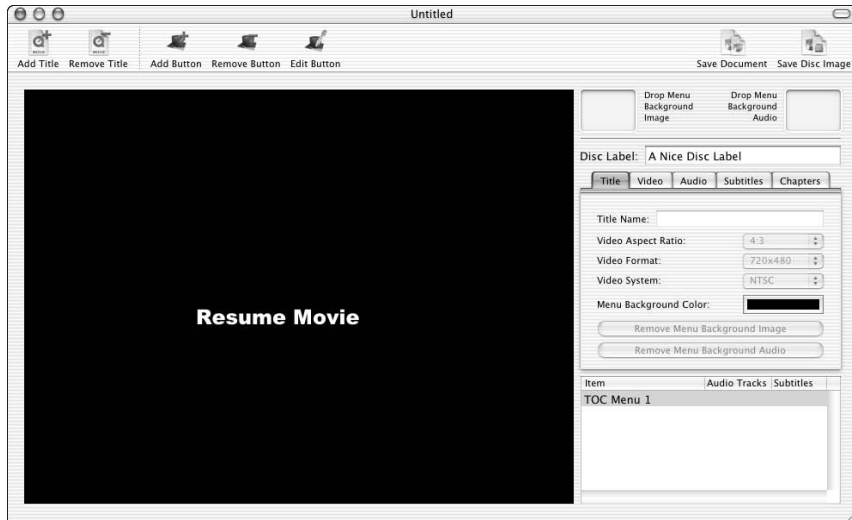 Untitled
Add Title Remove Title Add Button Remove Button Edit Button Save Document Save Disc Image
Drop Menu Background Image
Drop Menu Background Audio
Disc Label: A Nice Disc Label
Title Video Audio Subtitles Chapters
Title Name:
Video Aspect Ratio: 4:3
Video Format: 720x480
Video System: NTSC
Menu Background Color:
Remove Menu Background Image
Remove Menu Background Audio
Resume Movie
Item Audio Tracks Subtitles
TOC Menu 1